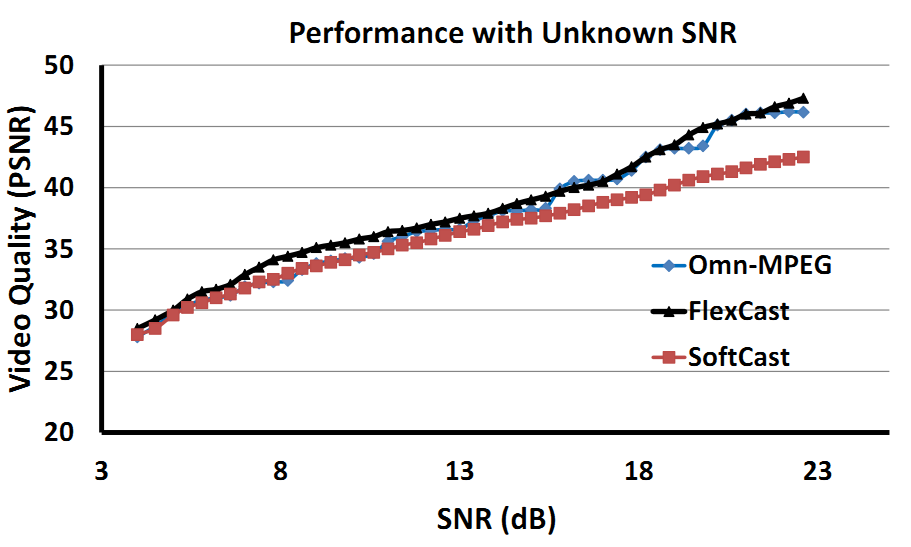 Performance with Unknown SNR
50
45
40
35
30
25
20
Video Quality (PSNR)
Omn-MPEG
FlexCast
SoftCast
3 8 13 18 23
SNR (dB)